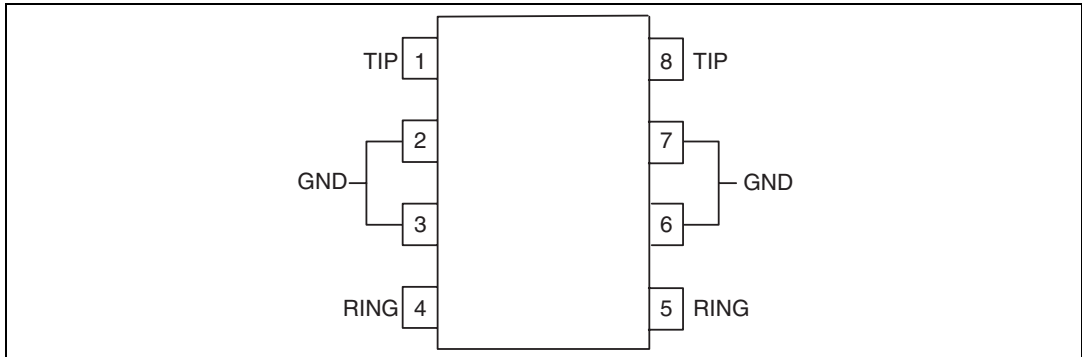 TIP 1 8 TIP
2 7
GND GND
3 6
RING 4 5 RING